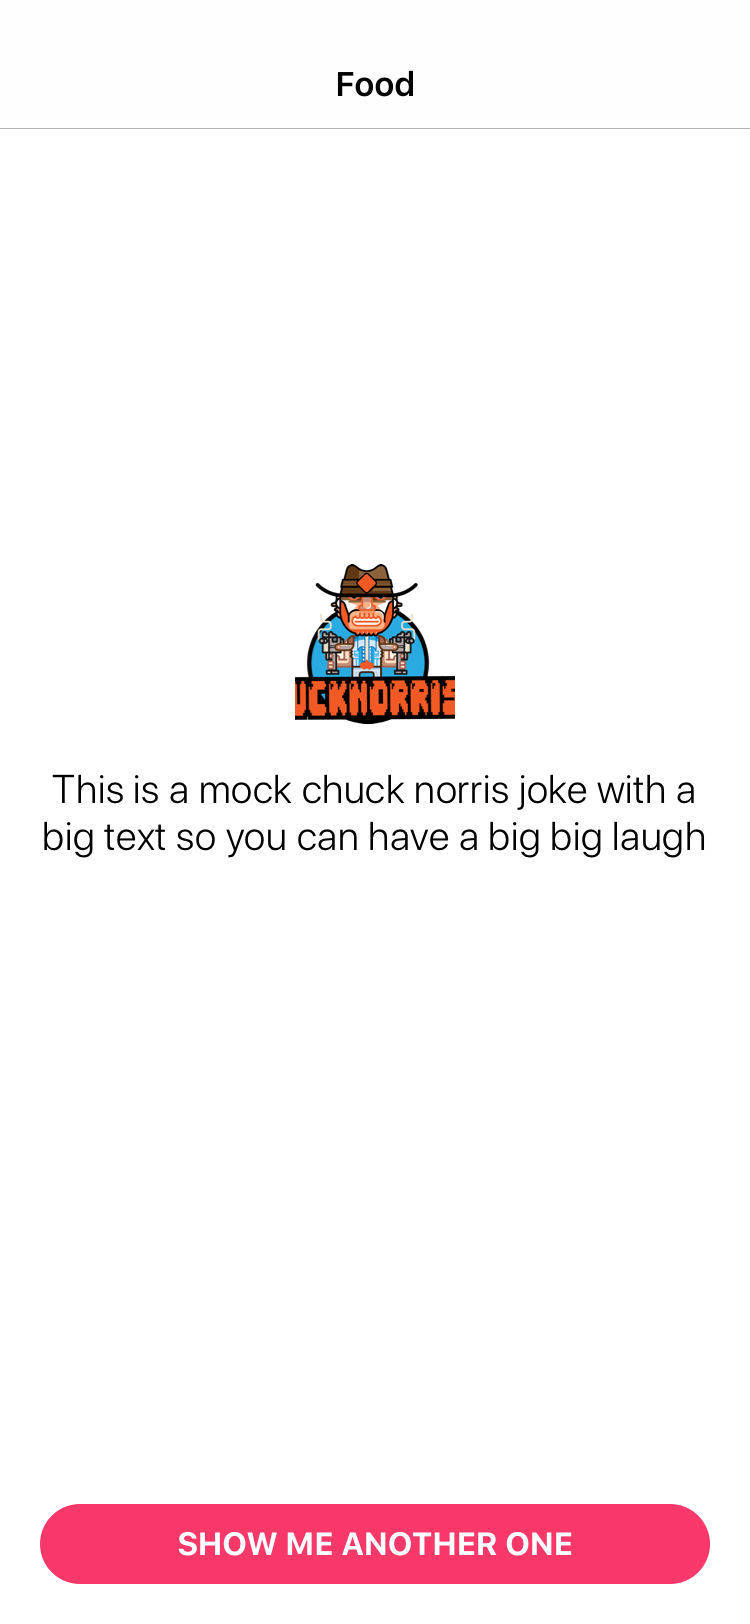 Food
UCKNORRIS
This is a mock chuck norris joke with a
big text so you can have a big big laugh
SHOW ME ANOTHER ONE